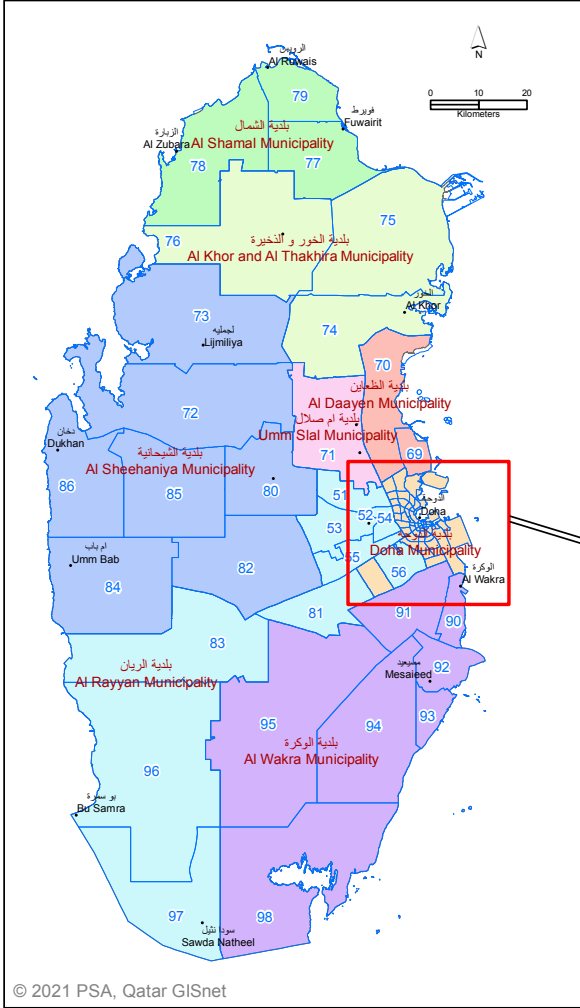 الرويس
Al Ruwais
N
79
فويرط
Fuwairit
0 10 20
Kilometers
الزبارة
Al Zubara
بلدية الشمال
Al Shamal Municipality
78
77
75
76
بلدية الخور و الذخيرة
Al Khor and Al Thakhira Municipality
الخور
Al Khor
73
لجميليه
Lijmiliya
74
70
بلدية الظعاين
Al Daayen Municipality
72
بلدية ام صلال
Umm Slal Municipality
دخان
Dukhan
71
69
بلدية الشيحانية
Al Sheehaniya Municipality
86
85
80
51
الدوحة
Doha
52
54
53
بلدية الدوحة
Doha Municipality
55
ام باب
Umm Bab
56
الوكرة
Al Wakra
84
82
81
91
90
83
بلدية الريان
Al Rayyan Municipality
مسيعيد
Mesaieed
92
93
95
94
بلدية الوكرة
Al Wakra Municipality
96
بو سمرة
Bu Samra
97
سودا نثيل
Sawda Natheel
98
© 2021 PSA, Qatar GISnet